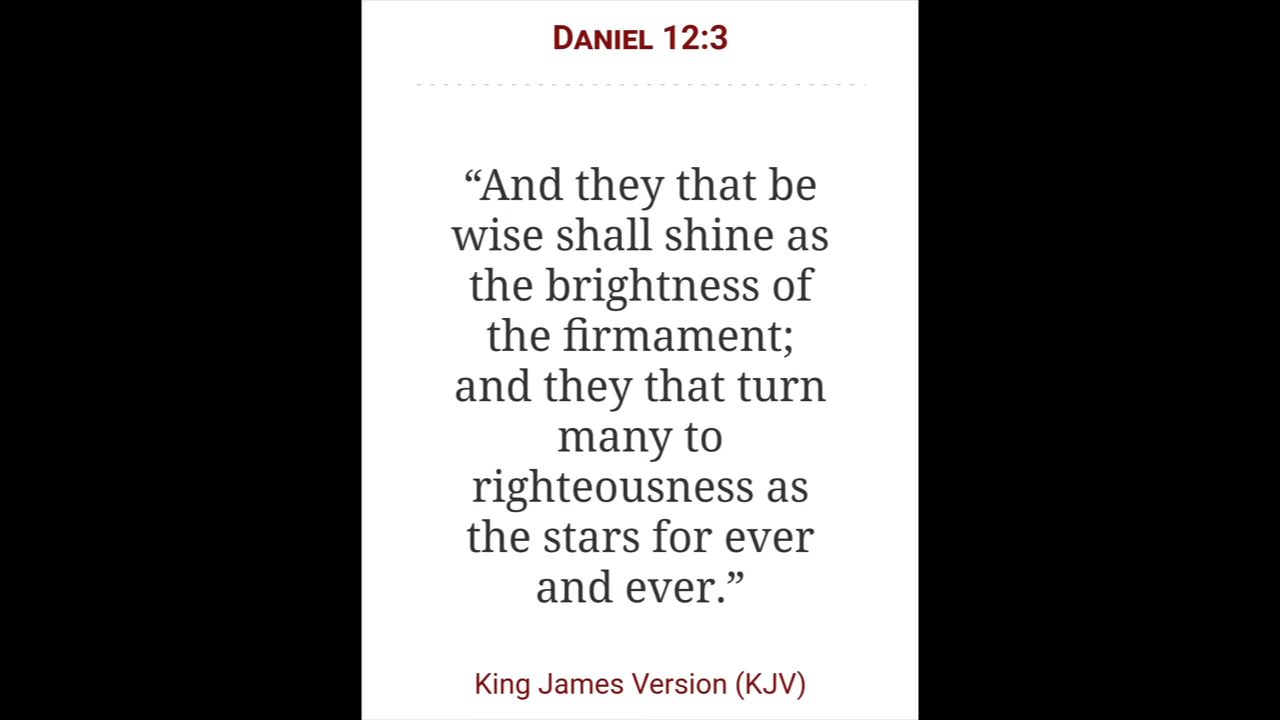 Daniel 12:3
“And they that be
wise shall shine as
the brightness of
the firmament;
and they that turn
many to
righteousness as
the stars for ever
and ever.”
King James Version (KJV)